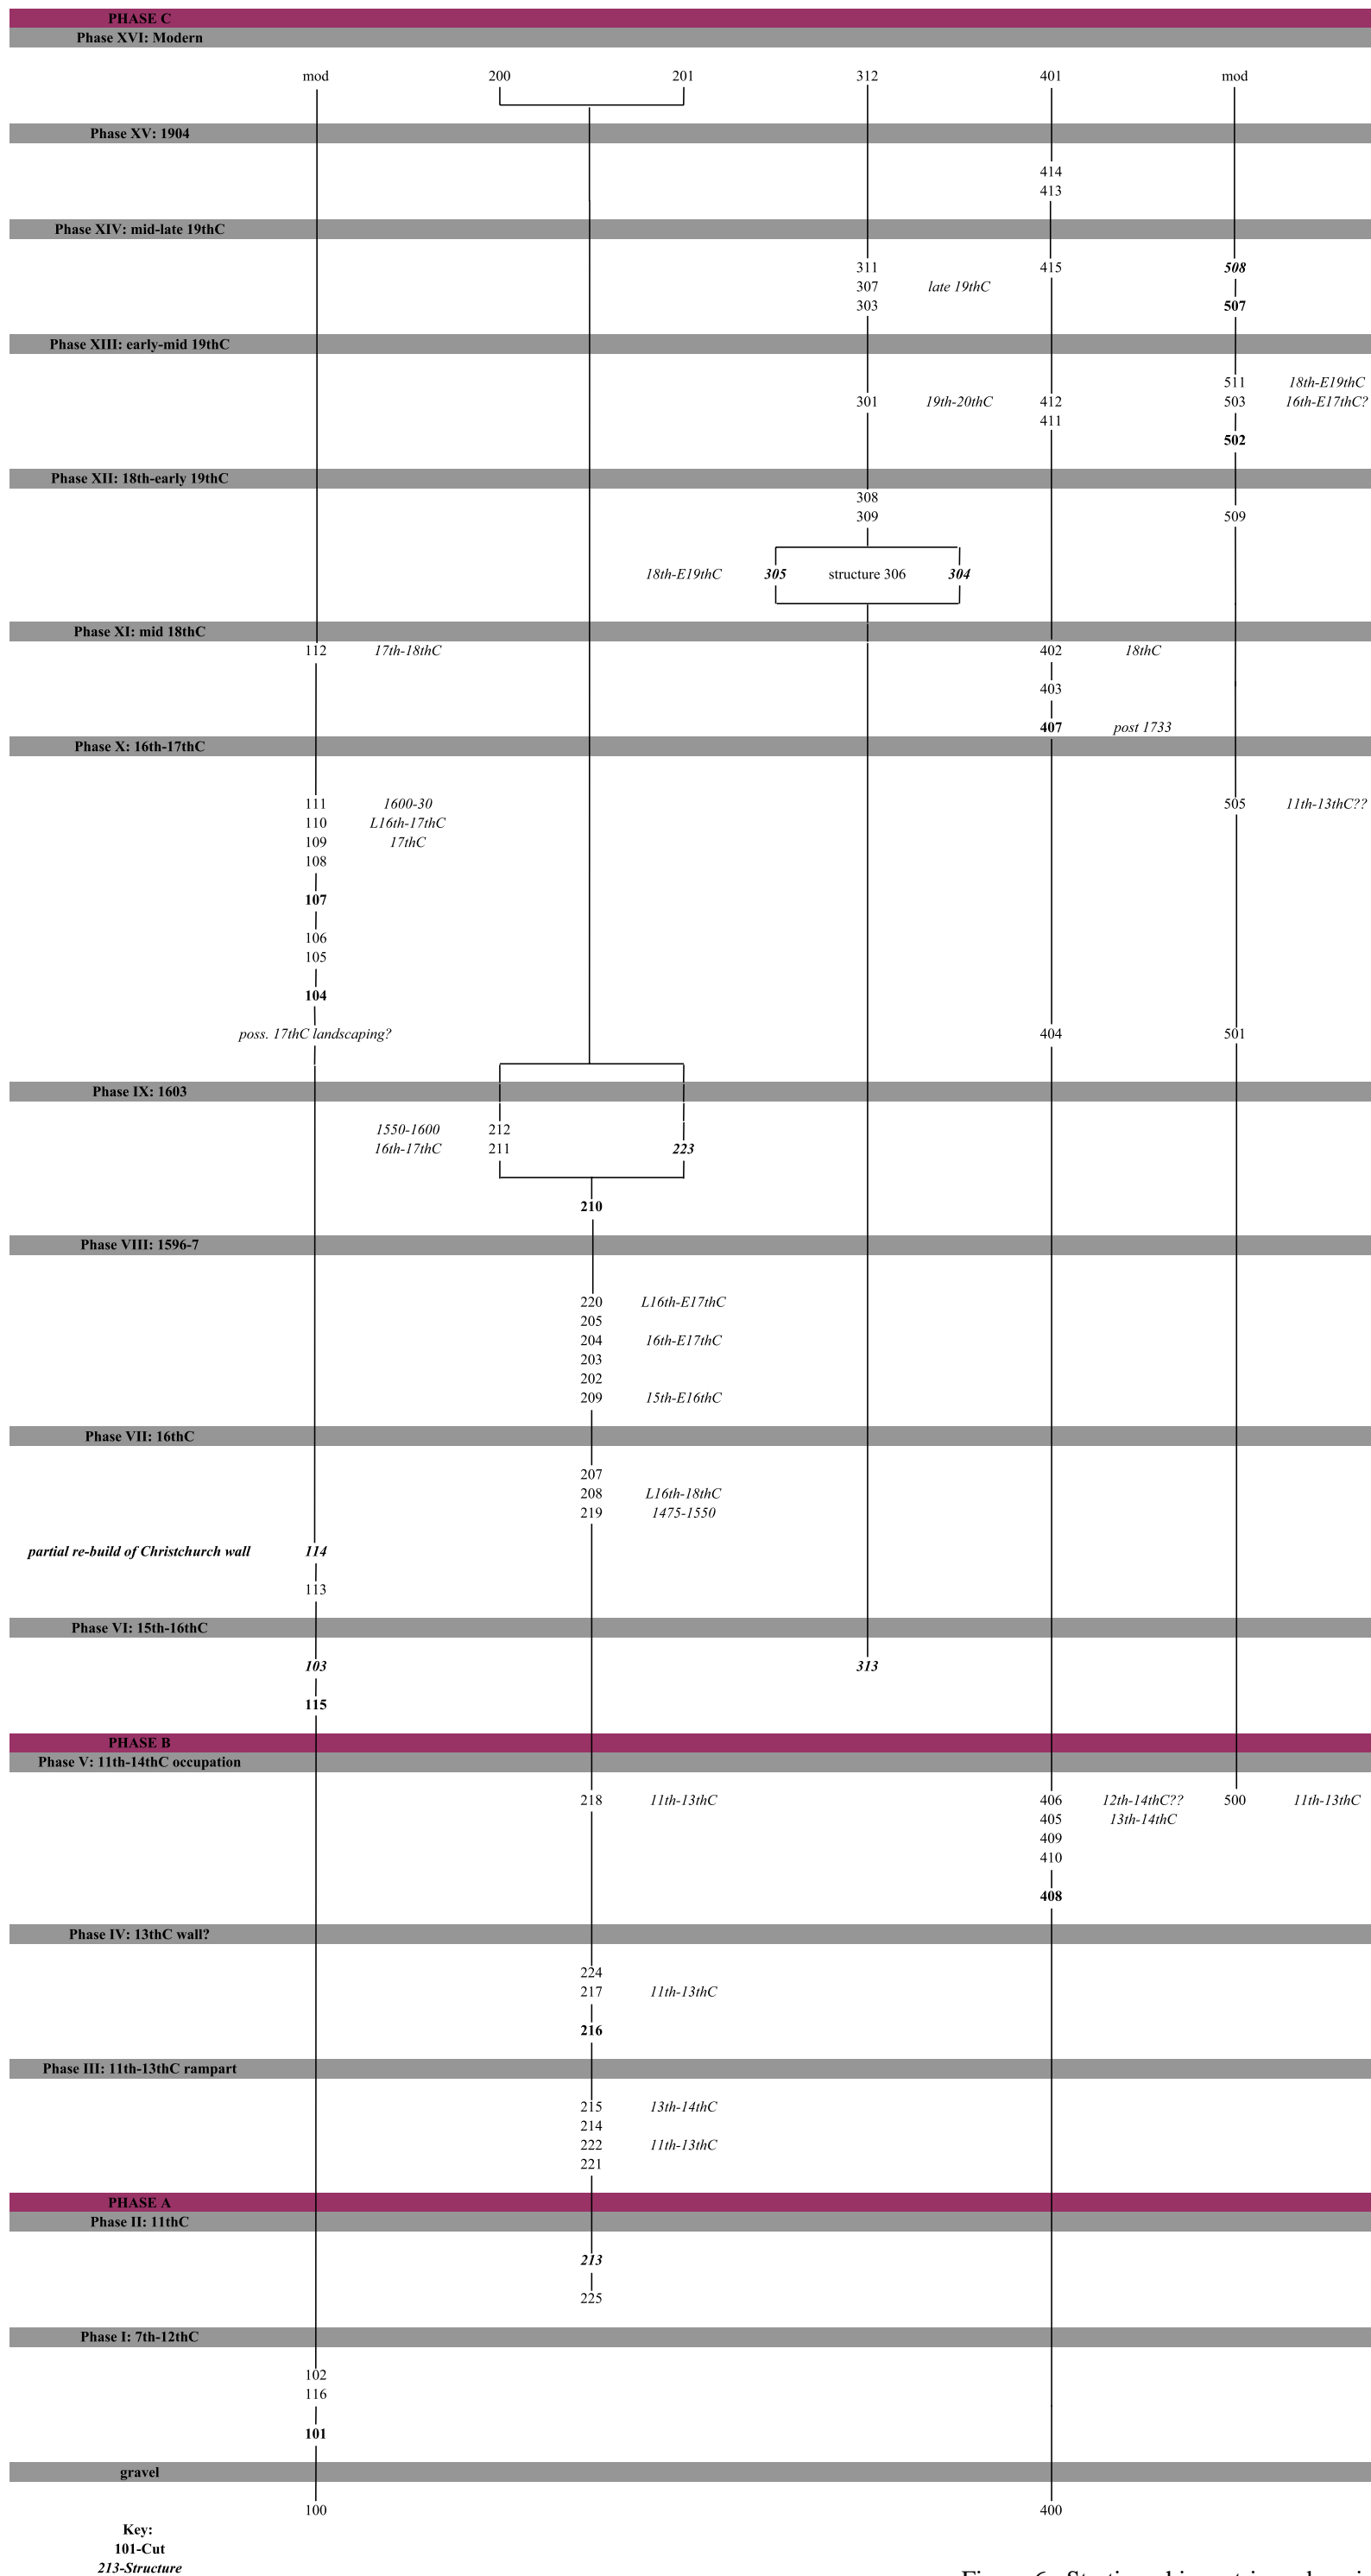 PHASE C
Phase XVI: Modern
mod 200 201 312 401 mod
Phase XV: 1904
414
413
Phase XIV: mid-late 19thC
311 415 508
307 late 19thC
303 507
Phase XIII: early-mid 19thC
511 18th-E19thC
301 19th-20thC 412 503 16th-E17thC?
411
502
Phase XII: 18th-early 19thC
308
309 509
18th-E19thC 305 structure 306 304
Phase XI: mid 18thC
112 17th-18thC 402 18thC
403
407 post 1733
Phase X: 16th-17thC
111 1600-30 505 11th-13thC??
110 L16th-17thC
109 17thC
108
107
106
105
104
poss. 17thC landscaping? 404 501
Phase IX: 1603
1550-1600 212
16th-17thC 211 223
210
Phase VIII: 1596-7
220 L16th-E17thC
205
204 16th-E17thC
203
202
209 15th-E16thC
Phase VII: 16thC
207
208 L16th-18thC
219 1475-1550
partial re-build of Christchurch wall 114
113
Phase VI: 15th-16thC
103 313
115
PHASE B
Phase V: 11th-14thC occupation
218 11th-13thC 406 12th-14thC?? 500 11th-13thC
405 13th-14thC
409
410
408
Phase IV: 13thC wall?
224
217 11th-13thC
216
Phase III: 11th-13thC rampart
215 13th-14thC
214
222 11th-13thC
221
PHASE A
Phase II: 11thC
213
225
Phase I: 7th-12thC
102
116
101
gravel
100 400
Key:
101-Cut
213-Structure